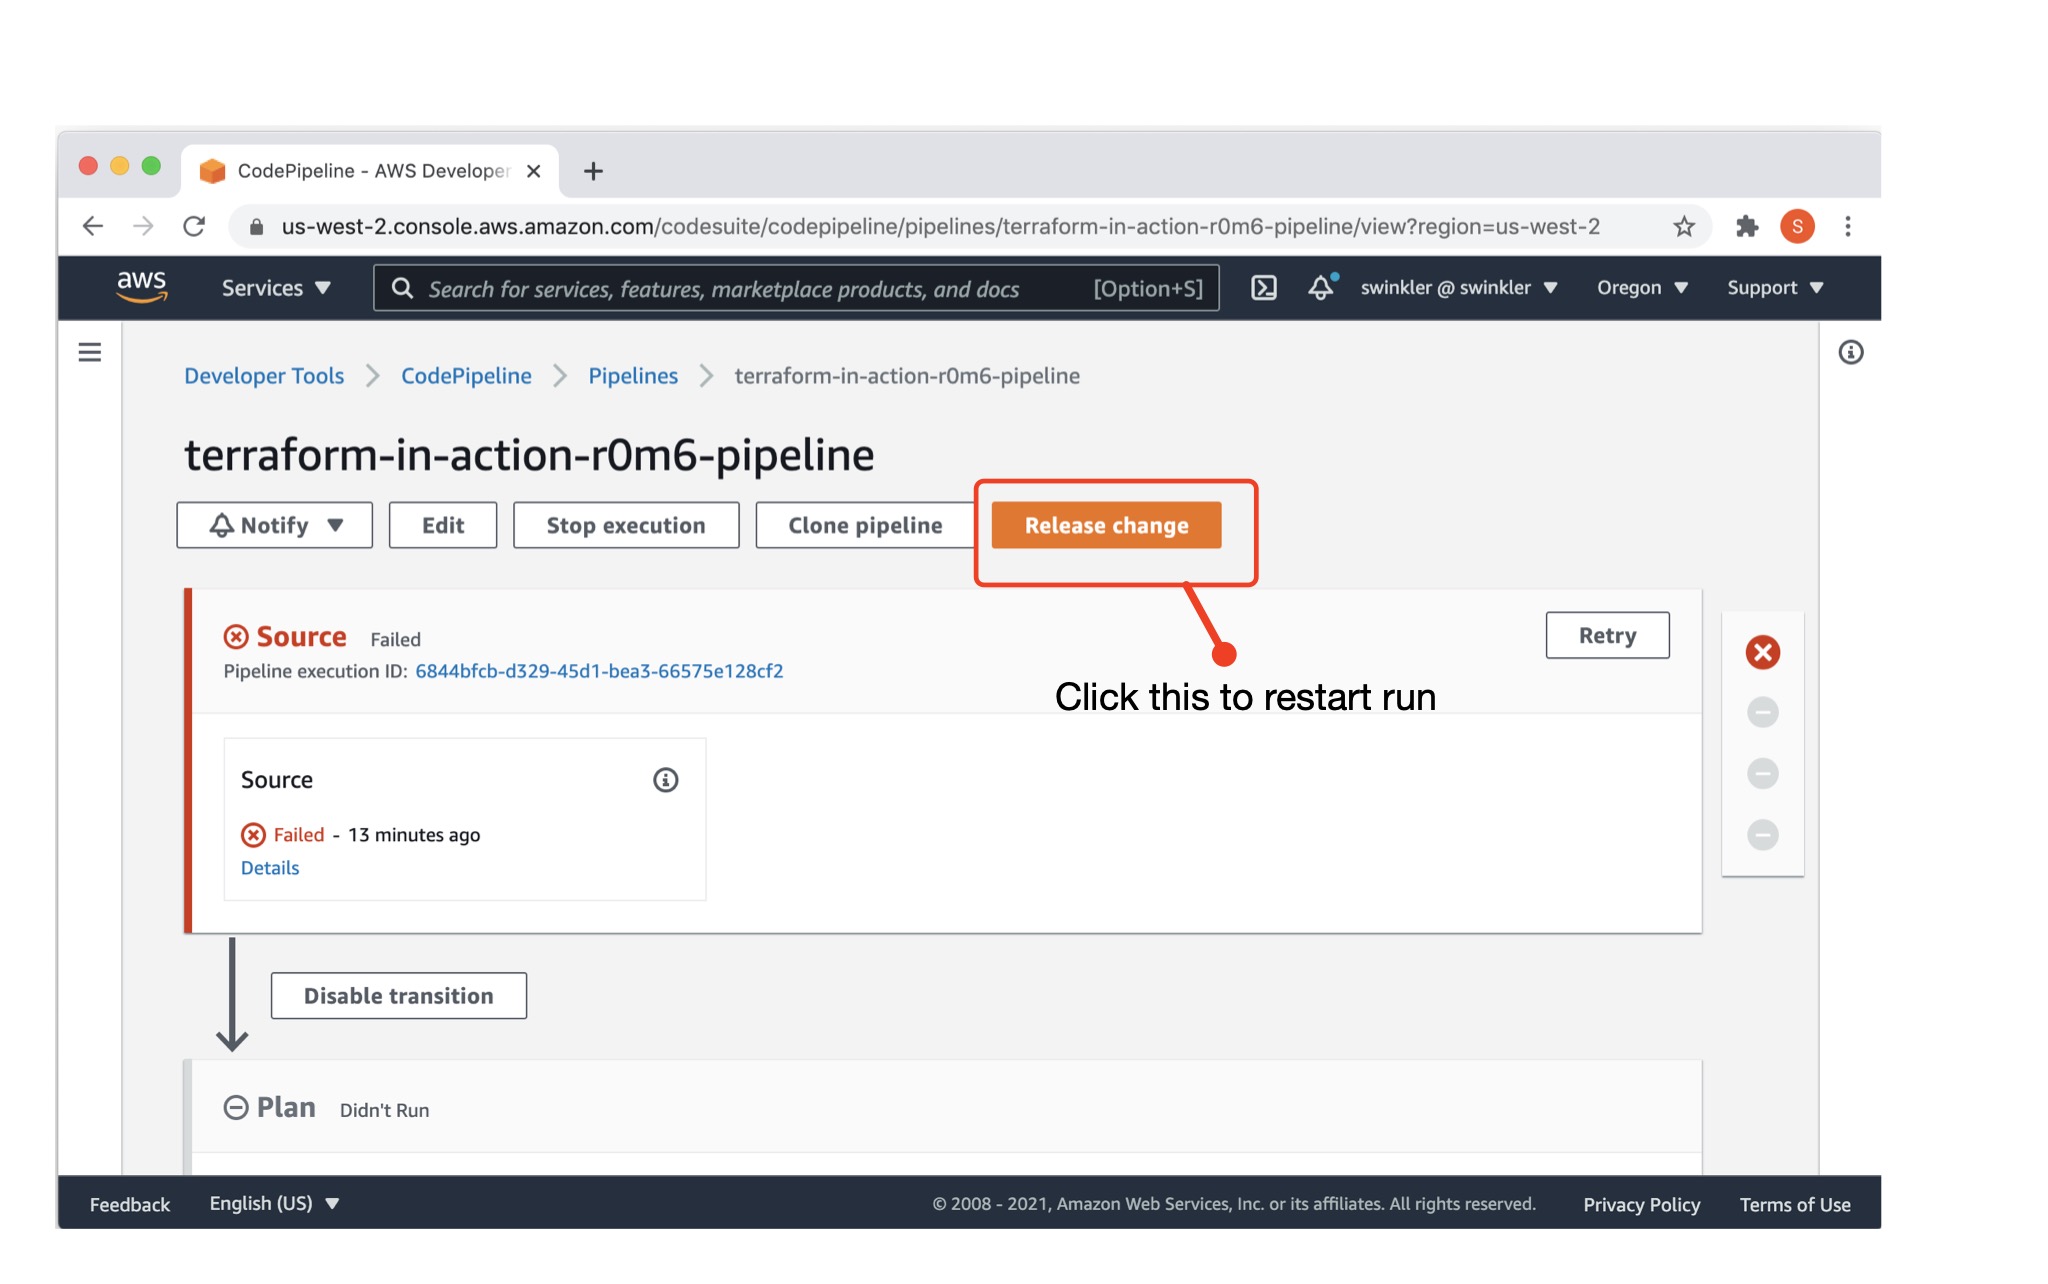 CodePipeline - AWS Developer
us-west-2.console.aws.amazon.com/codesuite/codepipeline/pipelines/terraform-in-action-r0m6-pipeline/view?region=us-west-2
S
aws Services Search for services, features, marketplace products, and docs [Option+S] swinkler @ swinkler Oregon Support
Developer Tools CodePipeline Pipelines terraform-in-action-r0m6-pipeline
terraform-in-action-r0m6-pipeline
Notify Edit Stop execution Clone pipeline Release change
Source Failed Retry
Pipeline execution ID: 6844bfcb-d329-45d1-bea3-66575e128cf2
Click this to restart run
Source
Failed - 13 minutes ago
Details
Disable transition
Plan Didn't Run
Feedback English (US) © 2008 - 2021, Amazon Web Services, Inc. or its affiliates. All rights reserved. Privacy Policy Terms of Use